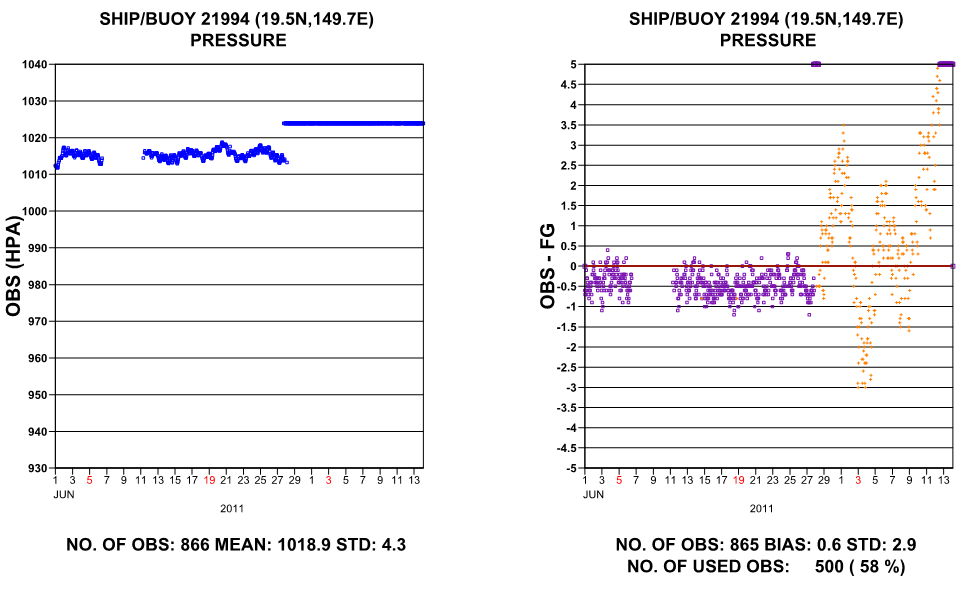 SHIP/BUOY 21994 (19.5N,149.7E)
PRESSURE
OBS (HPA)
1040
1030
1020
1010
1000
990
980
970
960
950
940
930
1 3 5 7 9 11 13 15 17 19 21 23 25 27 29 1 3 5 7 9 11 13
JUN
2011
NO. OF OBS: 866 MEAN: 1018.9 STD: 4.3
SHIP/BUOY 21994 (19.5N,149.7E)
PRESSURE
OBS - FG
5
4.5
4
3.5
3
2.5
2
1.5
1
0.5
0
-0.5
-1
-1.5
-2
-2.5
-3
-3.5
-4
-4.5
-5
1 3 5 7 9 11 13 15 17 19 21 23 25 27 29 1 3 5 7 9 11 13
JUN
2011
NO. OF OBS: 865 BIAS: 0.6 STD: 2.9
NO. OF USED OBS: 500 ( 58 %)